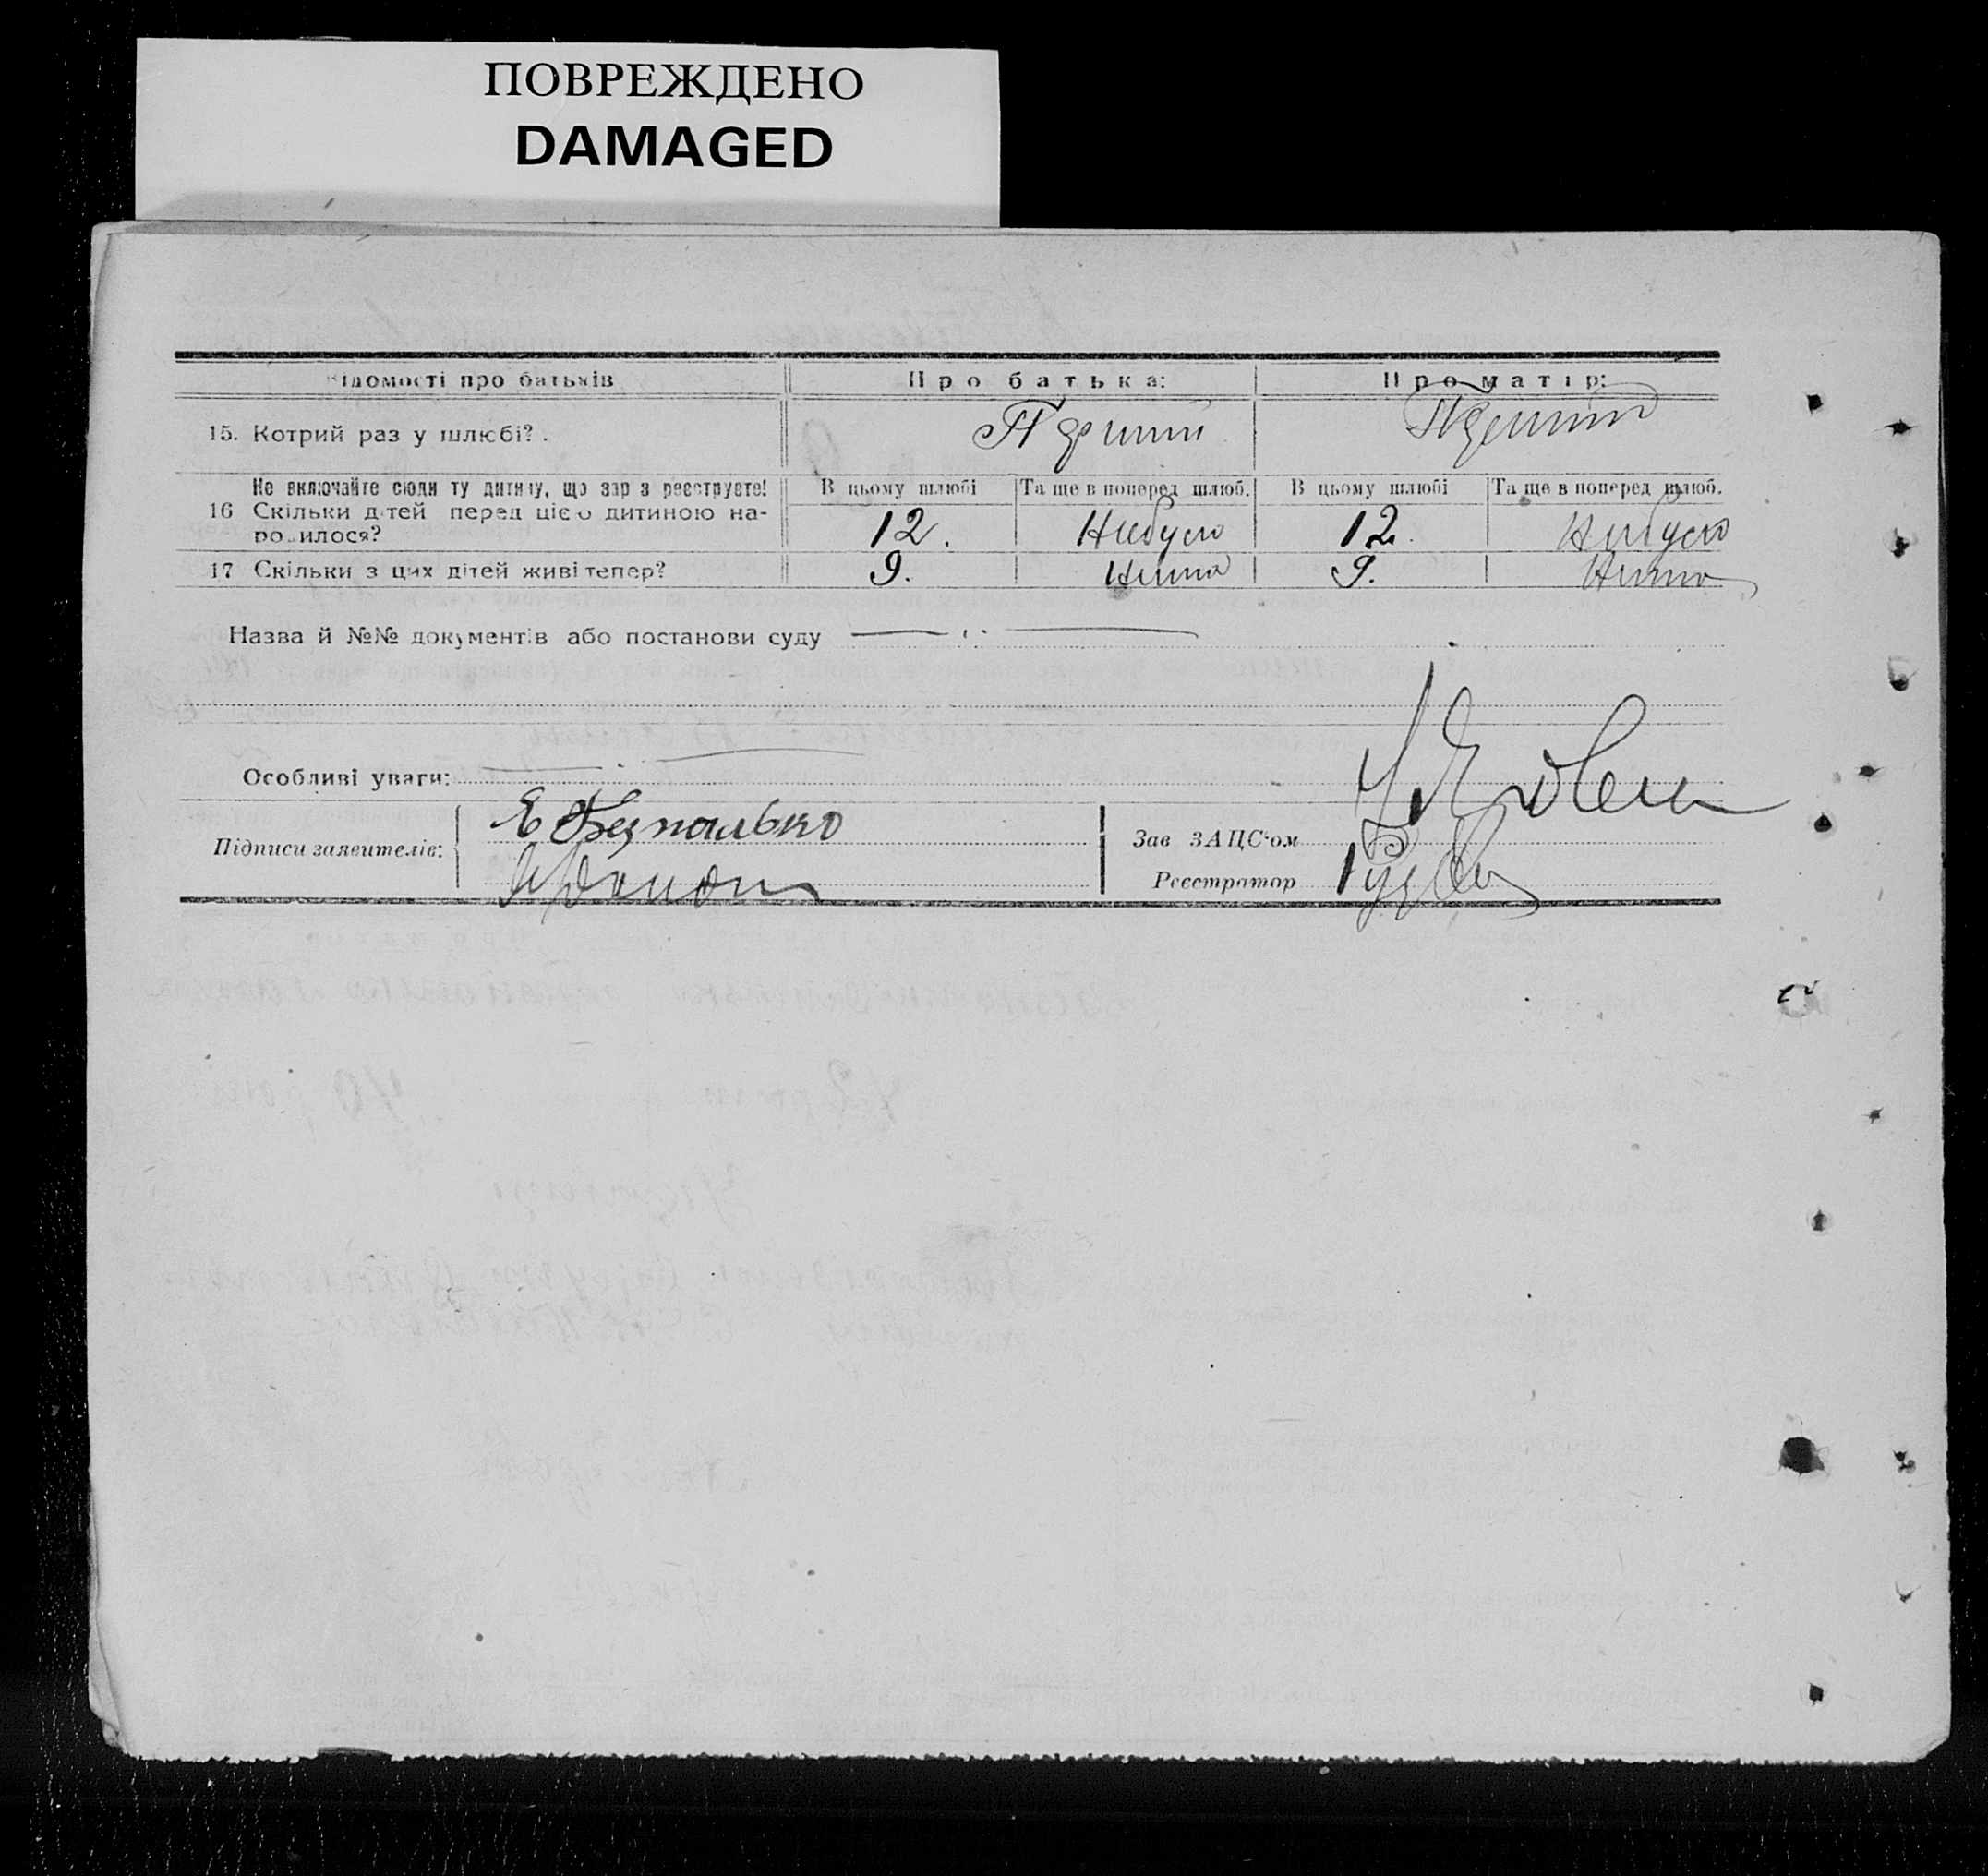 ПОВРЕЖДЕНО
DAMAGED
Відомості про батьків Про батька: Про матір:
15. Котрий раз у шлюбі? . Перший Перший
Не включайте сюди ту дитину, що зараз реєструєте! В цьому шлюбі Та ще в поперед шлюб. В цьому шлюбі Та ще в поперед шлюб.
16 Скільки дітей перед цією дитиною на-
родилося? 12. Небуло 12. Небуло
17 Скільки з цих дітей живі тепер? 9. Нима 9. Нима
Назва й №№ документів або постанови суду
Особливі уваги:
Підписи заявителів: Є Безпалько
Зав ЗАЦС'ом
Реєстратор